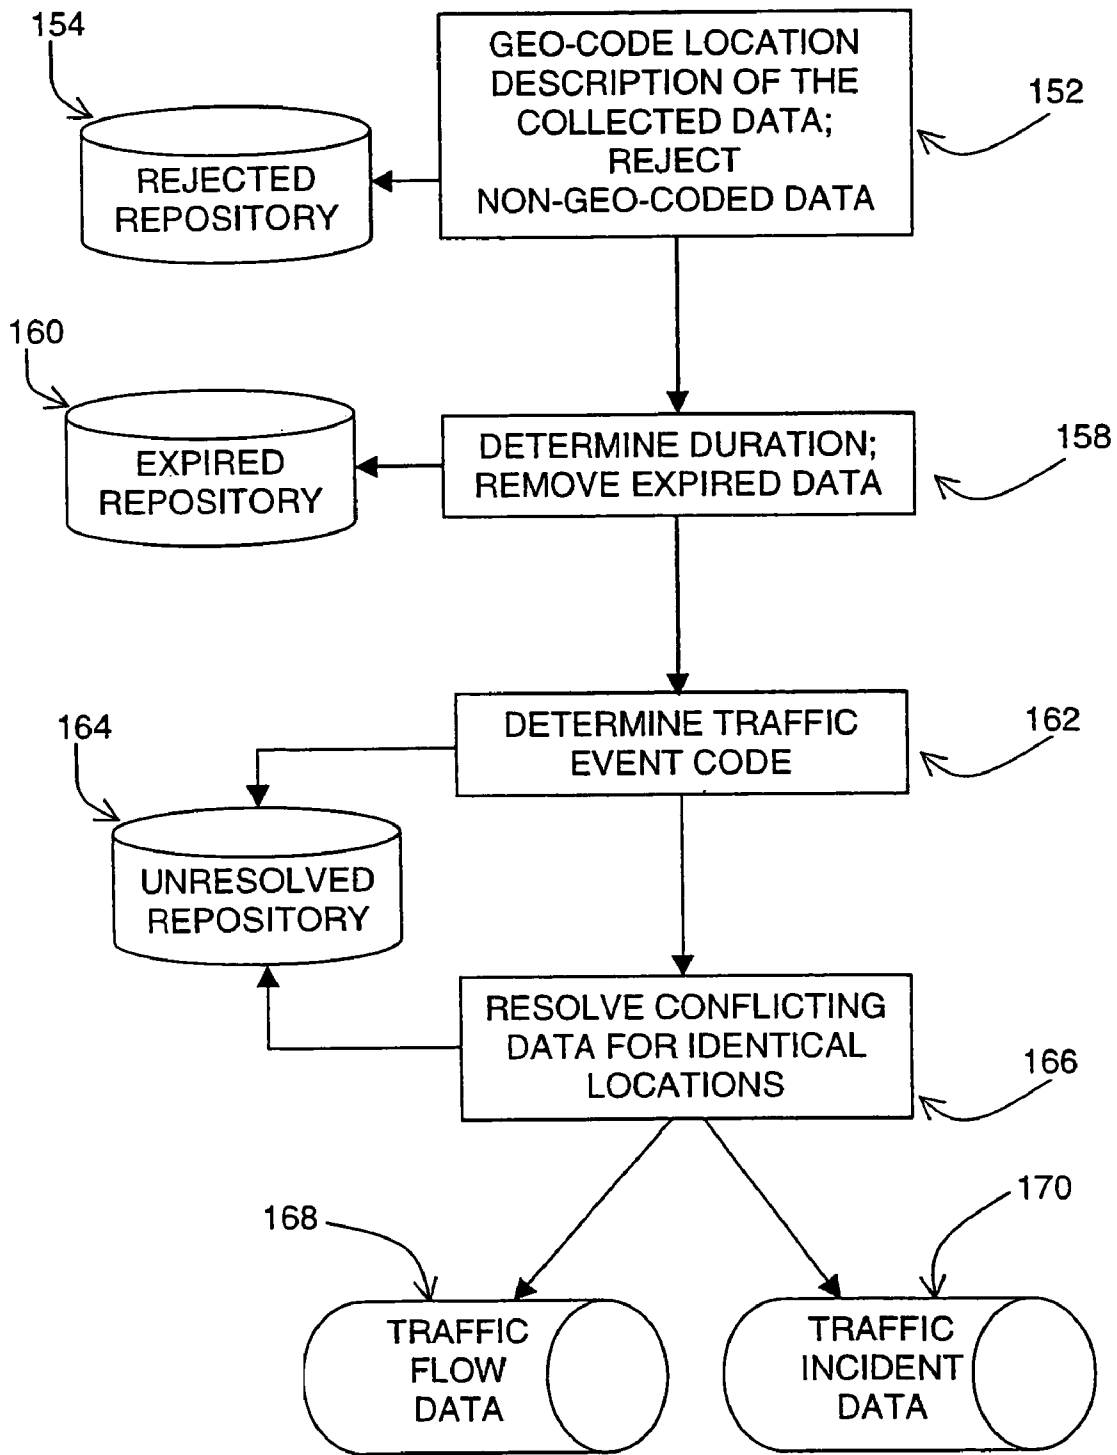 154
GEO-CODE LOCATION
DESCRIPTION OF THE
COLLECTED DATA;
REJECT
NON-GEO-CODED DATA
152
REJECTED
REPOSITORY
160
EXPIRED
REPOSITORY
DETERMINE DURATION;
REMOVE EXPIRED DATA
158
164
DETERMINE TRAFFIC
EVENT CODE
162
UNRESOLVED
REPOSITORY
RESOLVE CONFLICTING
DATA FOR IDENTICAL
LOCATIONS
166
168
170
TRAFFIC
FLOW
DATA
TRAFFIC
INCIDENT
DATA